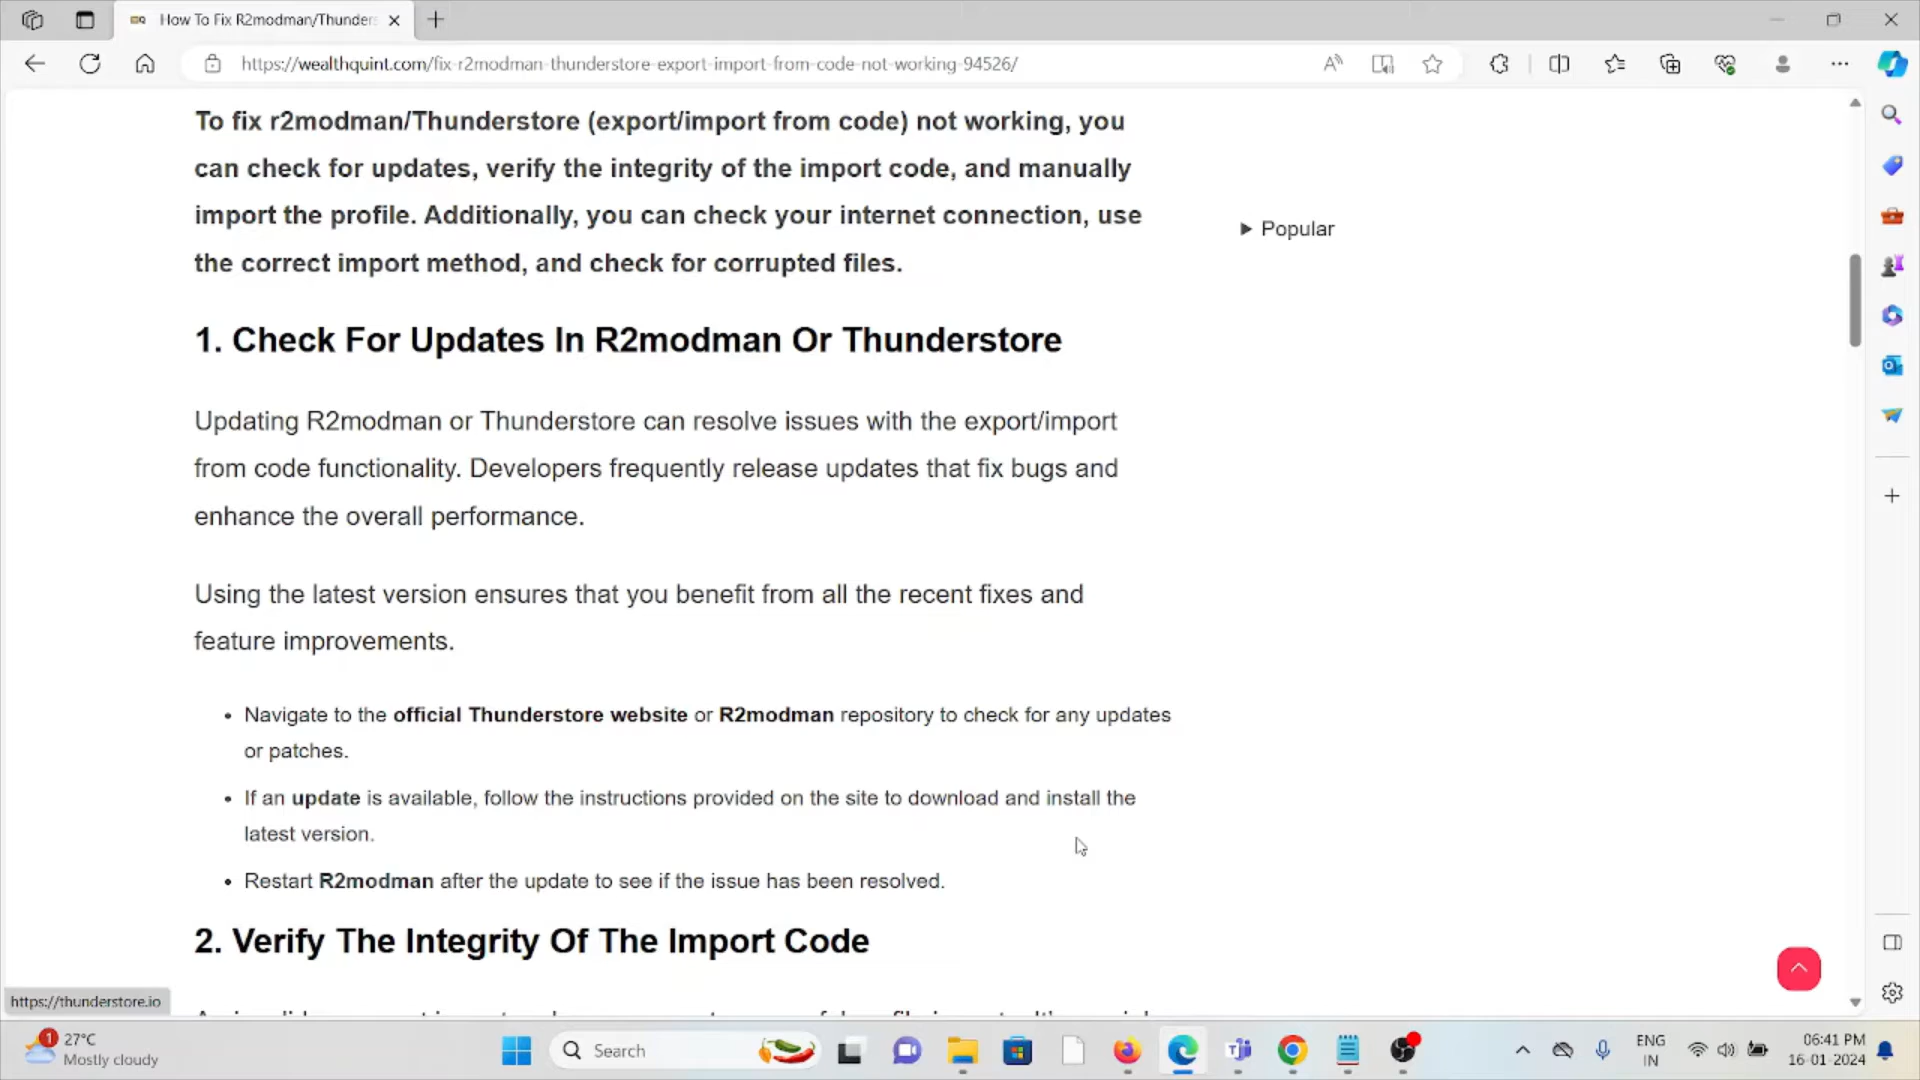 How To Fix R2modman/Thunder
https://wealthquint.com/fix-r2modman-thunderstore-export-import-from-code-not-working-94526/
To fix r2modman/Thunderstore (export/import from code) not working, you
can check for updates, verify the integrity of the import code, and manually
import the profile. Additionally, you can check your internet connection, use
the correct import method, and check for corrupted files.
Popular
1. Check For Updates In R2modman Or Thunderstore
Updating R2modman or Thunderstore can resolve issues with the export/import
from code functionality. Developers frequently release updates that fix bugs and
enhance the overall performance.
Using the latest version ensures that you benefit from all the recent fixes and
feature improvements.
• Navigate to the official Thunderstore website or R2modman repository to check for any updates
or patches.
• If an update is available, follow the instructions provided on the site to download and install the
latest version.
• Restart R2modman after the update to see if the issue has been resolved.
2. Verify The Integrity Of The Import Code
https://thunderstore.io
1
27°C
Mostly cloudy
Search
ENG
IN
06:41 PM
16-01-2024